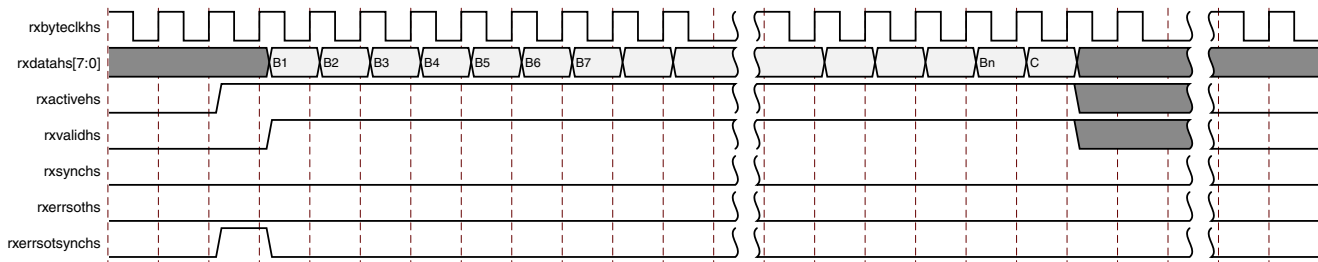 rxbyteclkhs
rxdatahs[7:0] B1 B2 B3 B4 B5 B6 B7 Bn C
rxactivehs
rxvalidhs
rxsynchs
rxerrsoths
rxerrsotsynchs